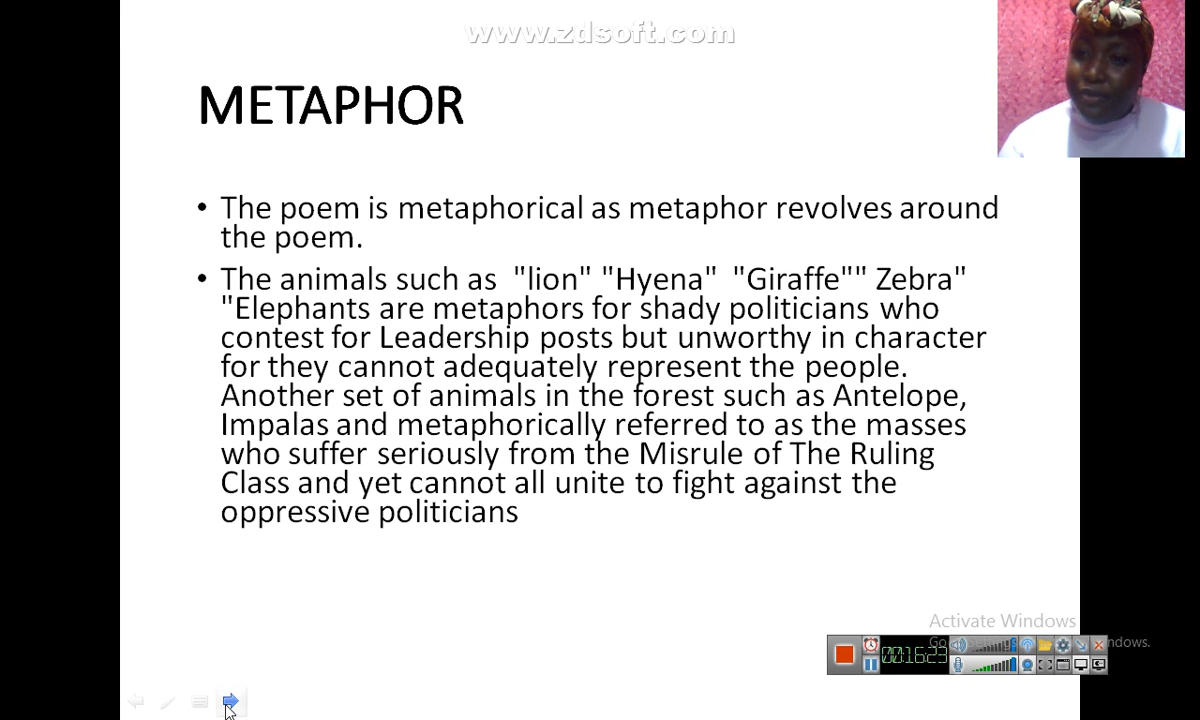 www.zdsoft.com
METAPHOR
• The poem is metaphorical as metaphor revolves around
the poem.
• The animals such as "lion" "Hyena" "Giraffe"" Zebra"
"Elephants are metaphors for shady politicians who
contest for Leadership posts but unworthy in character
for they cannot adequately represent the people.
Another set of animals in the forest such as Antelope,
Impalas and metaphorically referred to as the masses
who suffer seriously from the Misrule of The Ruling
Class and yet cannot all unite to fight against the
oppressive politicians
Activate Windows
Go ndows.
00:16:23